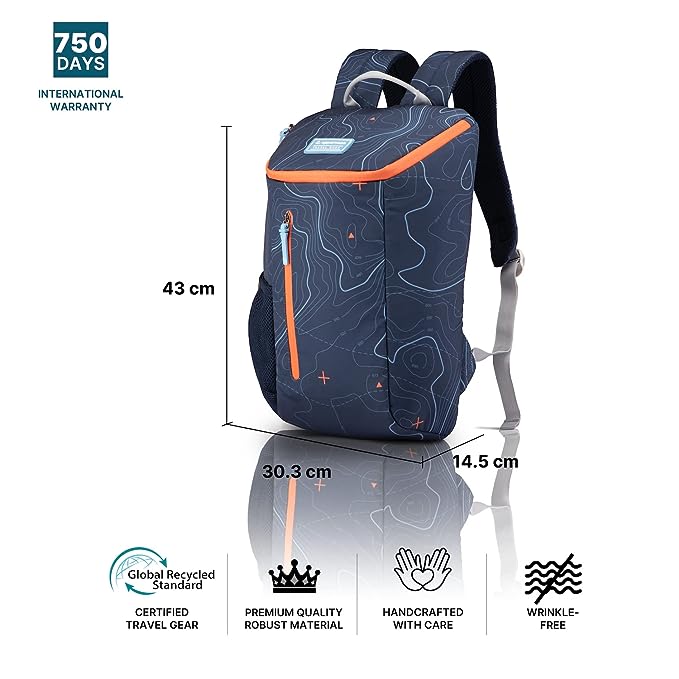 750
DAYS
INTERNATIONAL
WARRANTY
43 cm
30.3 cm
14.5 cm
Global Recycled
Standard
CERTIFIED
TRAVEL GEAR
PREMIUM QUALITY
ROBUST MATERIAL
HANDCRAFTED
WITH CARE
WRINKLE-
FREE